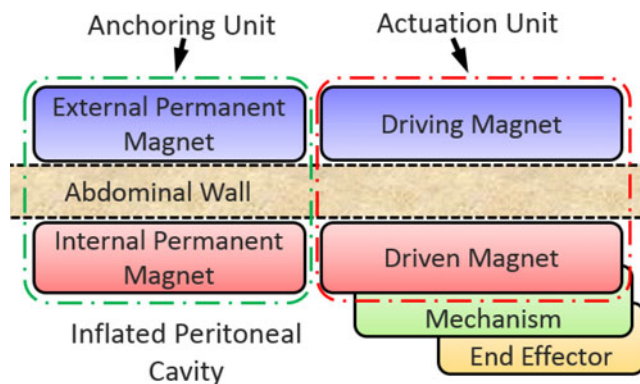 Anchoring Unit
Actuation Unit
External Permanent
Magnet
Driving Magnet
Abdominal Wall
Internal Permanent
Magnet
Driven Magnet
Mechanism
End Effector
Inflated Peritoneal
Cavity